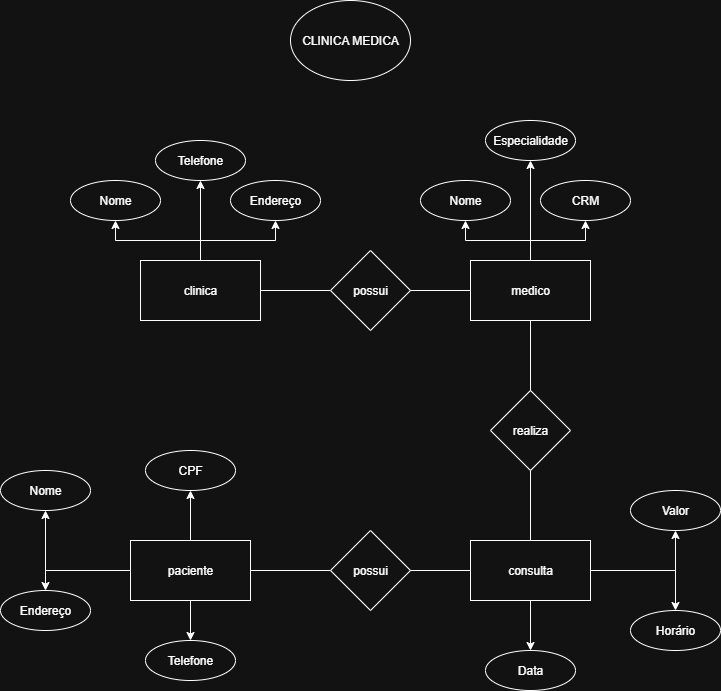 CLINICA MEDICA
Especialidade
Telefone
Nome
Endereço
Nome
CRM
clinica
possui
medico
realiza
CPF
Nome
Valor
paciente
possui
consulta
Endereço
Horário
Telefone
Data